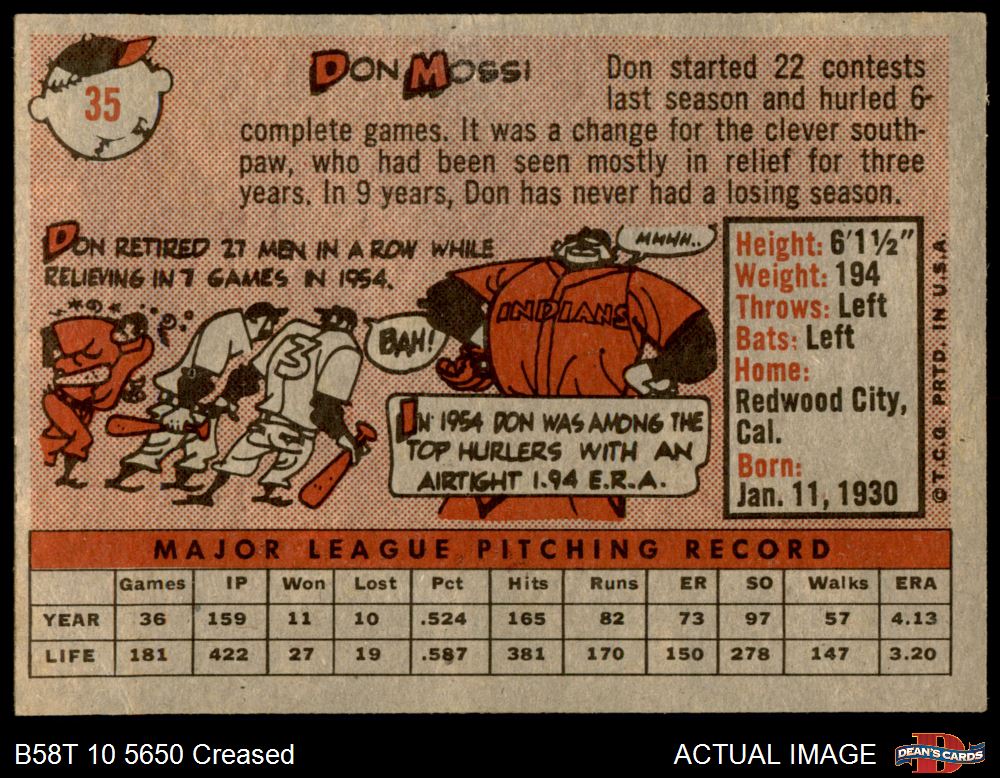 35
DON MOSSI
Don started 22 contests
last season and hurled 6-
complete games. It was a change for the clever south-
paw, who had been seen mostly in relief for three
years. In 9 years, Don has never had a losing season.
DON RETIRED 27 MEN IN A ROW WHILE
RELIEVING IN 7 GAMES IN 1954.
MMHH..
INDIANS
BAH!
3
IN 1954 DON WAS AMONG THE
TOP HURLERS WITH AN
AIRTIGHT 1.94 E.R.A.
Height: 6'1½"
Weight: 194
Throws: Left
Bats: Left
Home:
Redwood City,
Cal.
Born:
Jan. 11, 1930
© T.C.G. PRTD. IN U.S.A.
MAJOR LEAGUE PITCHING RECORD
Games IP Won Lost Pct Hits Runs ER SO Walks ERA
YEAR 36 159 11 10 .524 165 82 73 97 57 4.13
LIFE 181 422 27 19 .587 381 170 150 278 147 3.20
B58T 10 5650 Creased
ACTUAL IMAGE
DEAN'S CARDS